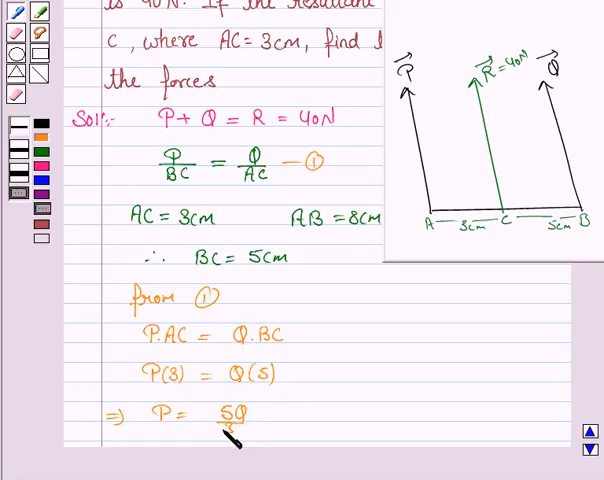 is 40N. If the Resultant
C, where AC = 3cm, find
the forces
Sol:- P + Q = R = 40N
P/BC = Q/AC — ①
AC = 3cm AB = 8cm
∴ BC = 5cm
from ①
P.AC = Q.BC
P(3) = Q(5)
⇒ P = 5Q/3
P
R = 40N
Q
A 3cm C 5cm B